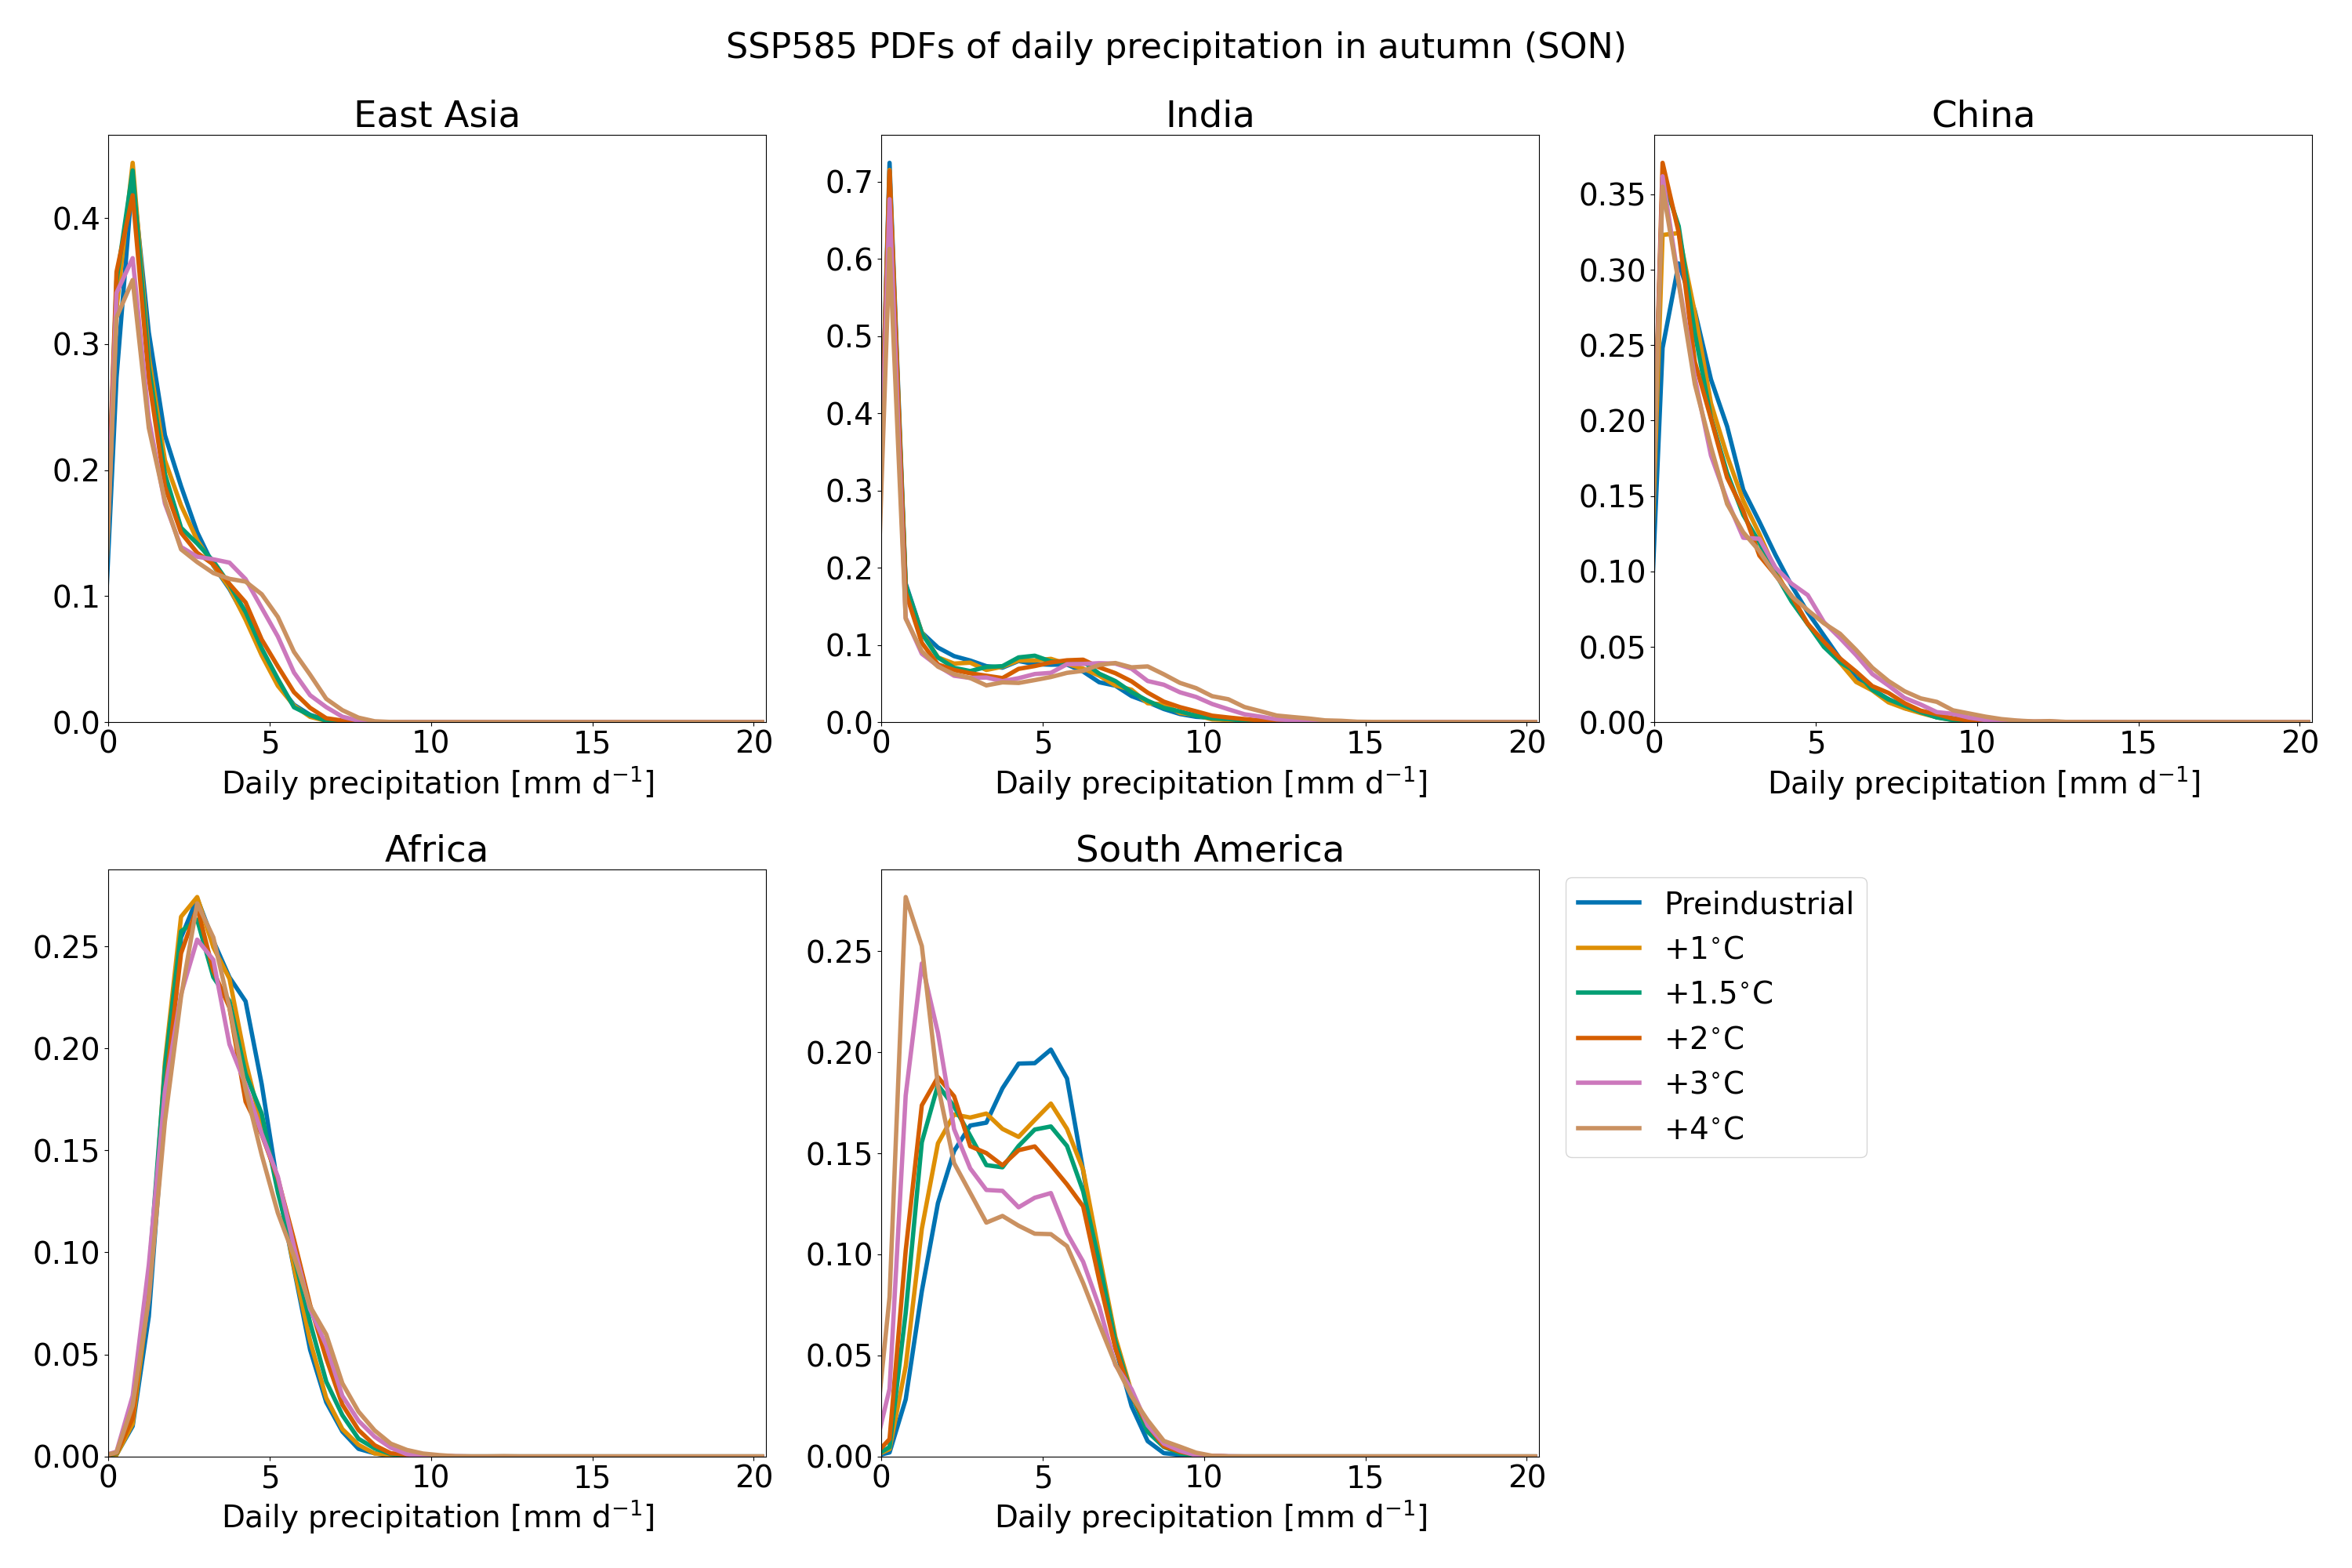 SSP585 PDFs of daily precipitation in autumn (SON)
East Asia
India
China
0.4
0.3
0.2
0.1
0.0
0 5 10 15 20
Daily precipitation [mm d⁻¹]
0.7
0.6
0.5
0.4
0.3
0.2
0.1
0.0
0 5 10 15 20
Daily precipitation [mm d⁻¹]
0.35
0.30
0.25
0.20
0.15
0.10
0.05
0.00
0 5 10 15 20
Daily precipitation [mm d⁻¹]
Africa
South America
0.25
0.20
0.15
0.10
0.05
0.00
0 5 10 15 20
Daily precipitation [mm d⁻¹]
0.25
0.20
0.15
0.10
0.05
0.00
0 5 10 15 20
Daily precipitation [mm d⁻¹]
Preindustrial
+1°C
+1.5°C
+2°C
+3°C
+4°C